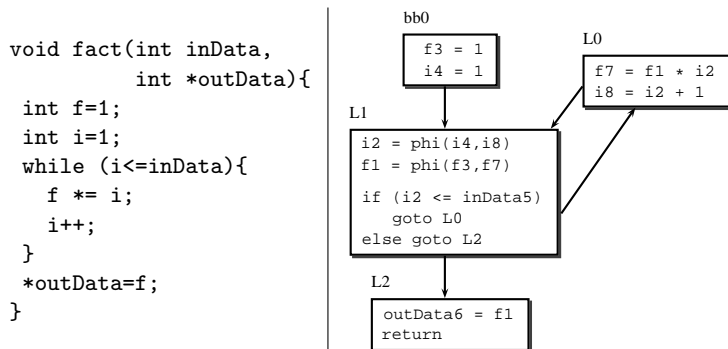 void fact(int inData,
int *outData){
int f=1;
int i=1;
while (i<=inData){
f *= i;
i++;
}
*outData=f;
}
bb0
f3 = 1
i4 = 1
L0
f7 = f1 * i2
i8 = i2 + 1
L1
i2 = phi(i4,i8)
f1 = phi(f3,f7)
if (i2 <= inData5)
goto L0
else goto L2
L2
outData6 = f1
return